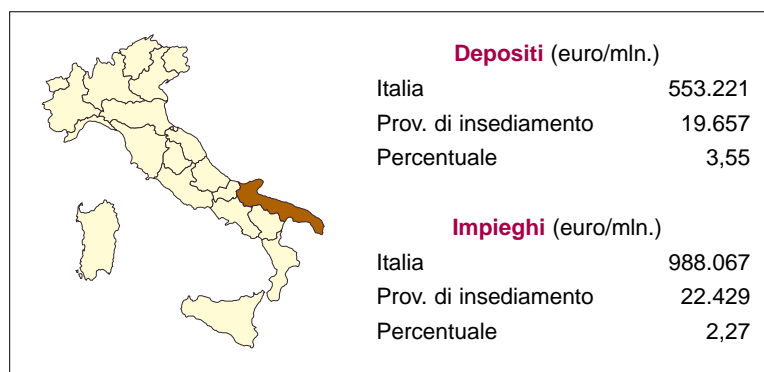 Depositi (euro/mln.)
Italia 553.221
Prov. di insediamento 19.657
Percentuale 3,55
Impieghi (euro/mln.)
Italia 988.067
Prov. di insediamento 22.429
Percentuale 2,27